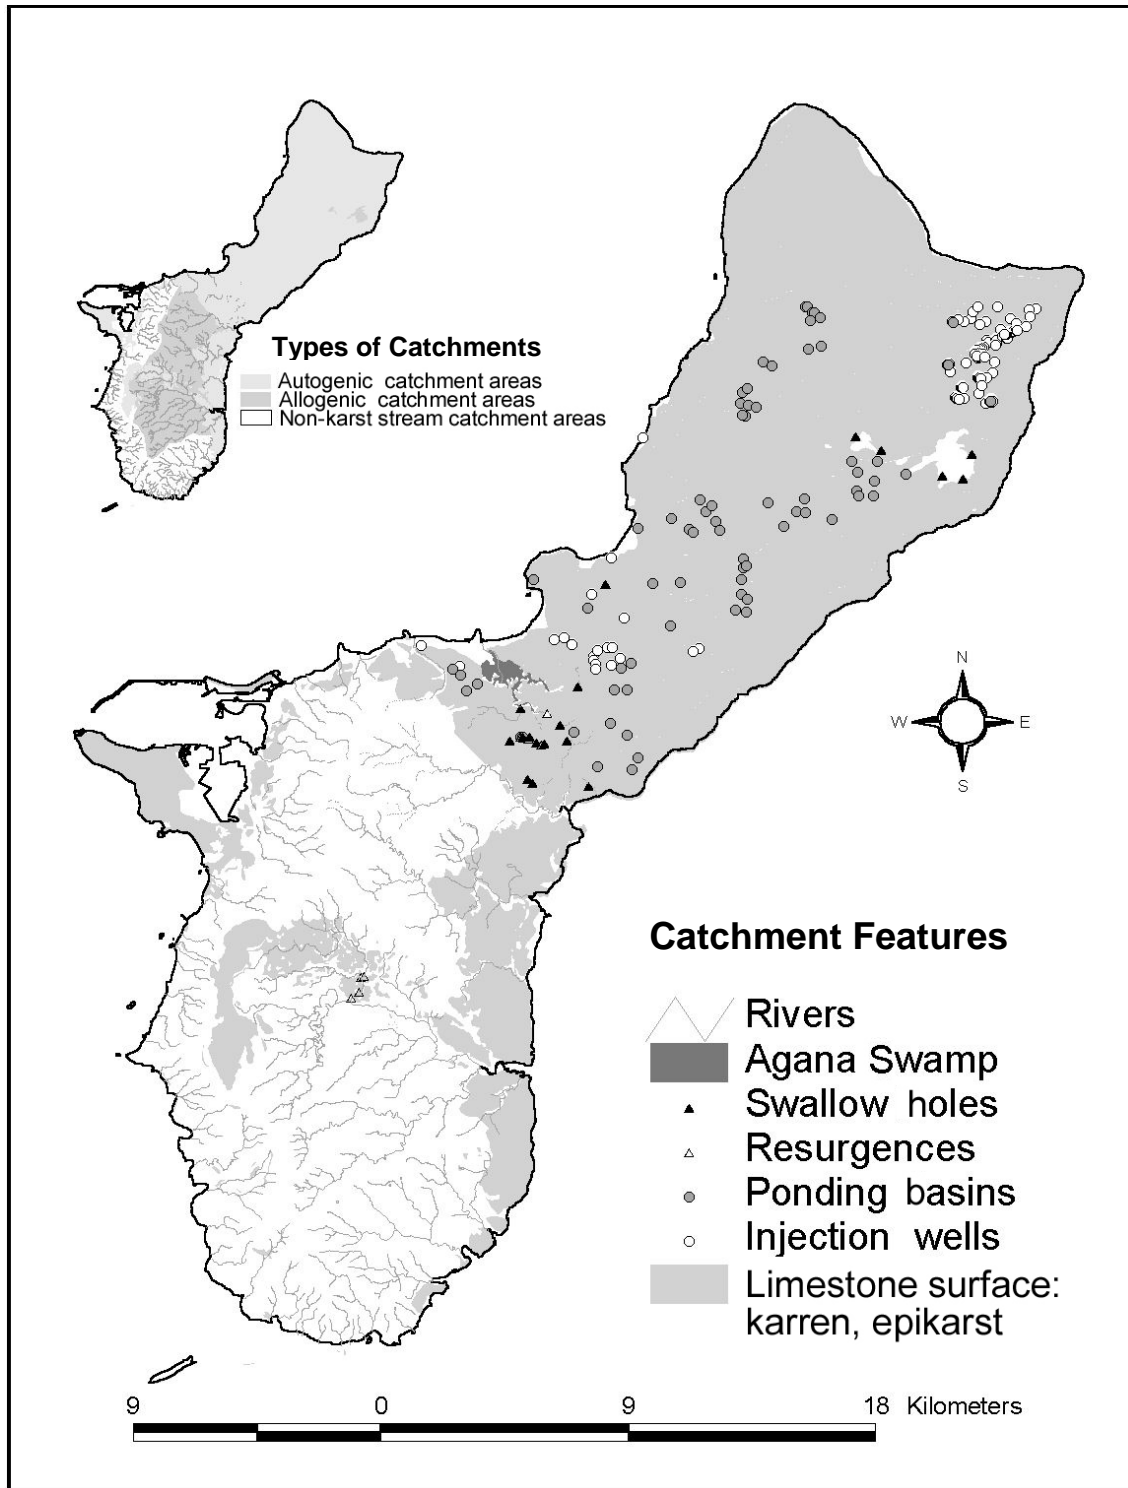 Types of Catchments
Autogenic catchment areas
Allogenic catchment areas
Non-karst stream catchment areas
N
W E
S
Catchment Features
Rivers
Agana Swamp
Swallow holes
Resurgences
Ponding basins
Injection wells
Limestone surface:
karren, epikarst
9 0 9 18 Kilometers